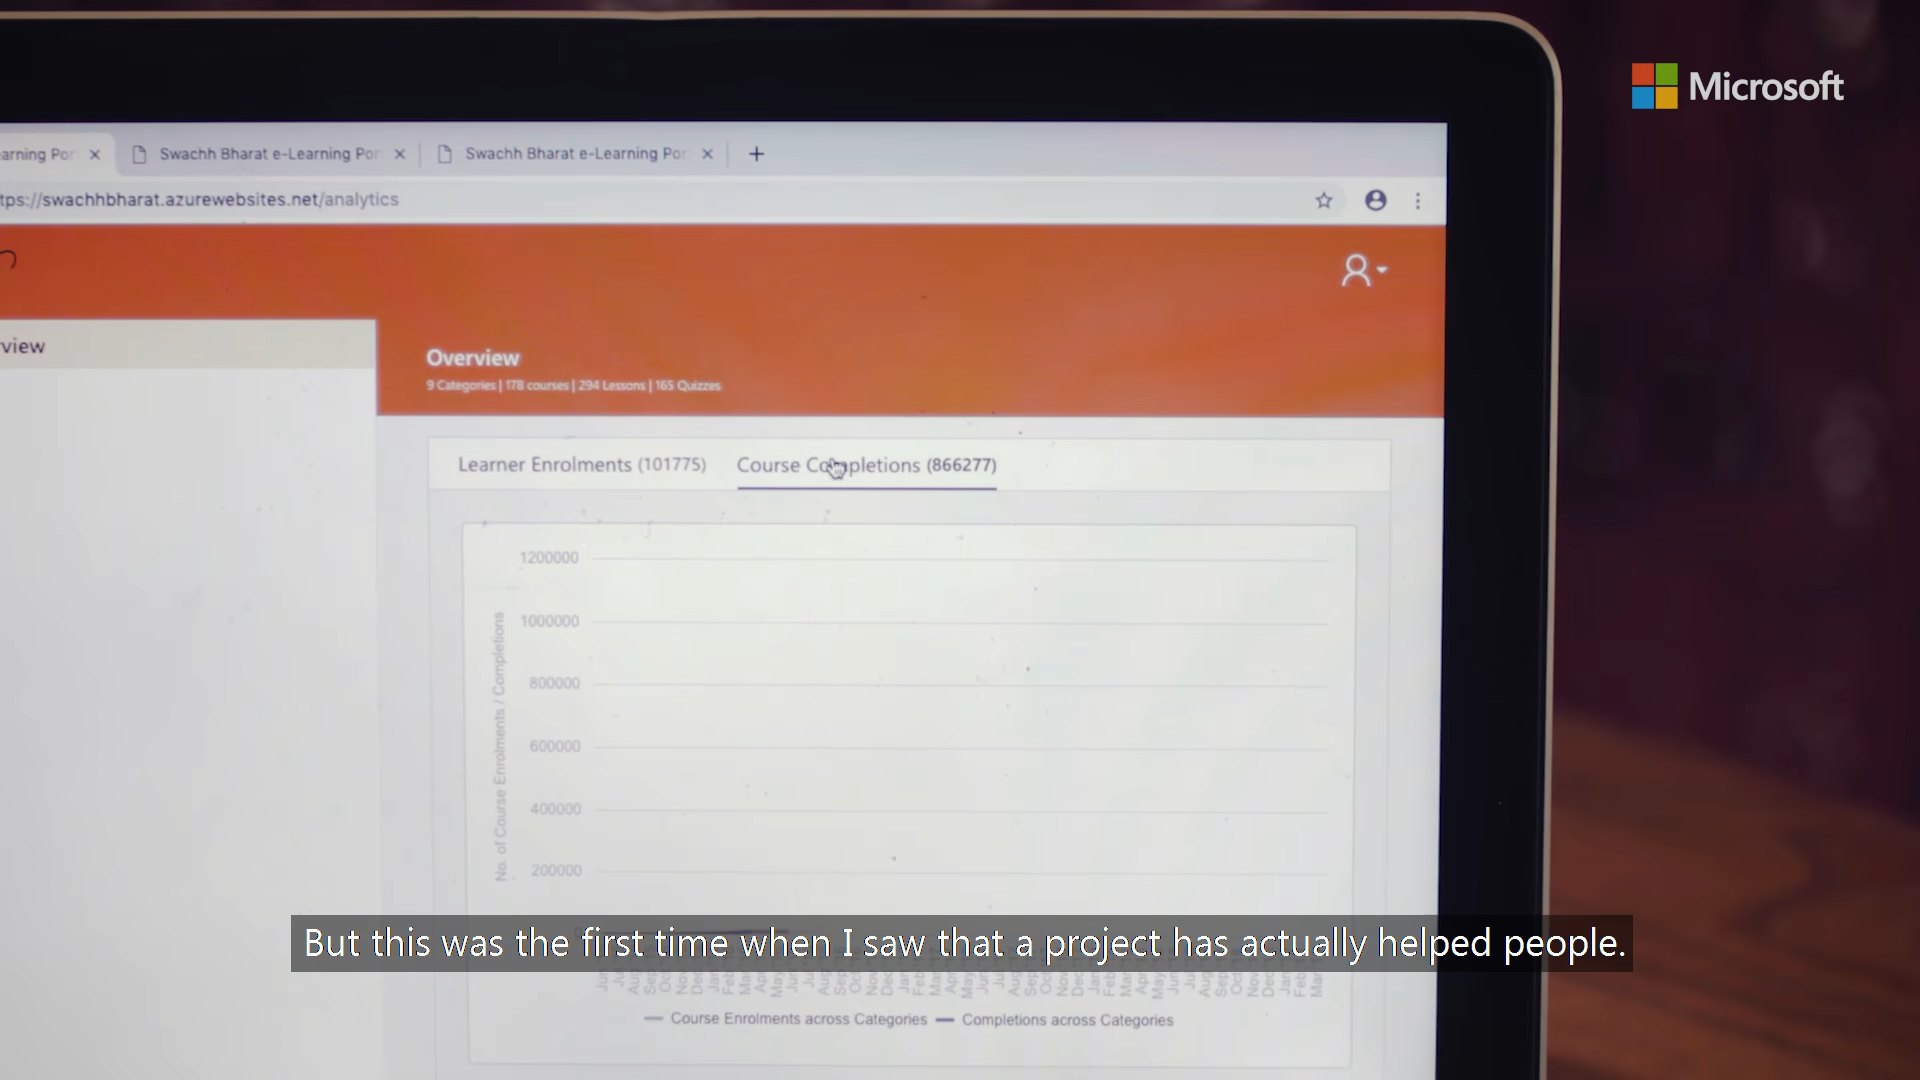 Microsoft
arning Por
Swachh Bharat e-Learning Por
Swachh Bharat e-Learning Por
tps://swachhbharat.azurewebsites.net/analytics
view
Overview
9 Categories | 178 courses | 294 Lessons | 165 Quizzes
Learner Enrolments (101775)
Course Completions (866277)
1200000
1000000
800000
600000
400000
200000
No. of Course Enrolments / Completions
But this was the first time when I saw that a project has actually helped people.
Course Enrolments across Categories
Completions across Categories